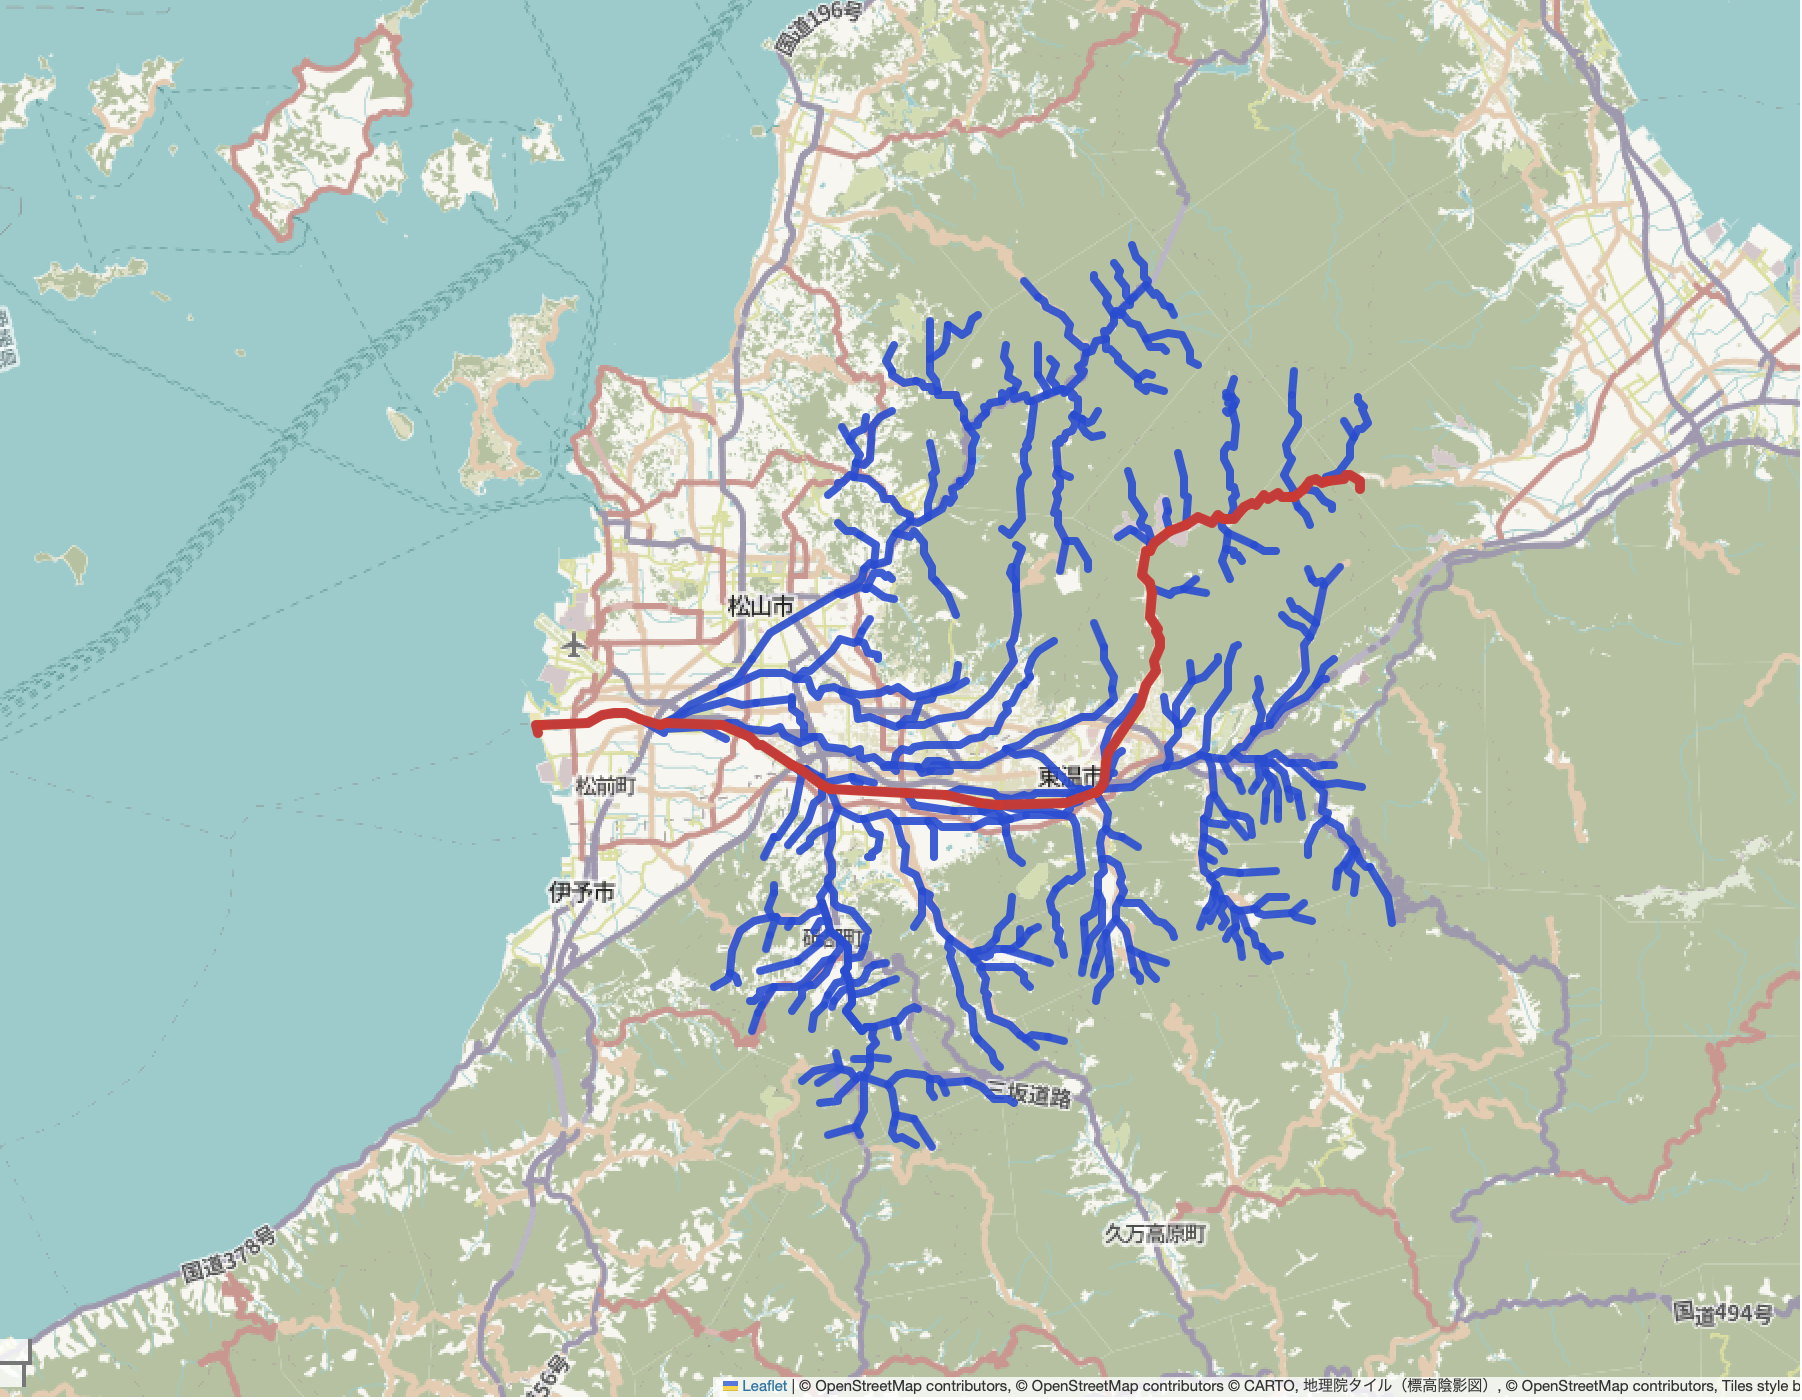 国道196号
松山市
松前町
東温市
伊予市
三坂道路
久万高原町
国道378号
国道494号
56号
Leaflet | © OpenStreetMap contributors, © OpenStreetMap contributors © CARTO, 地理院タイル（標高陰影図）, © OpenStreetMap contributors, Tiles style b